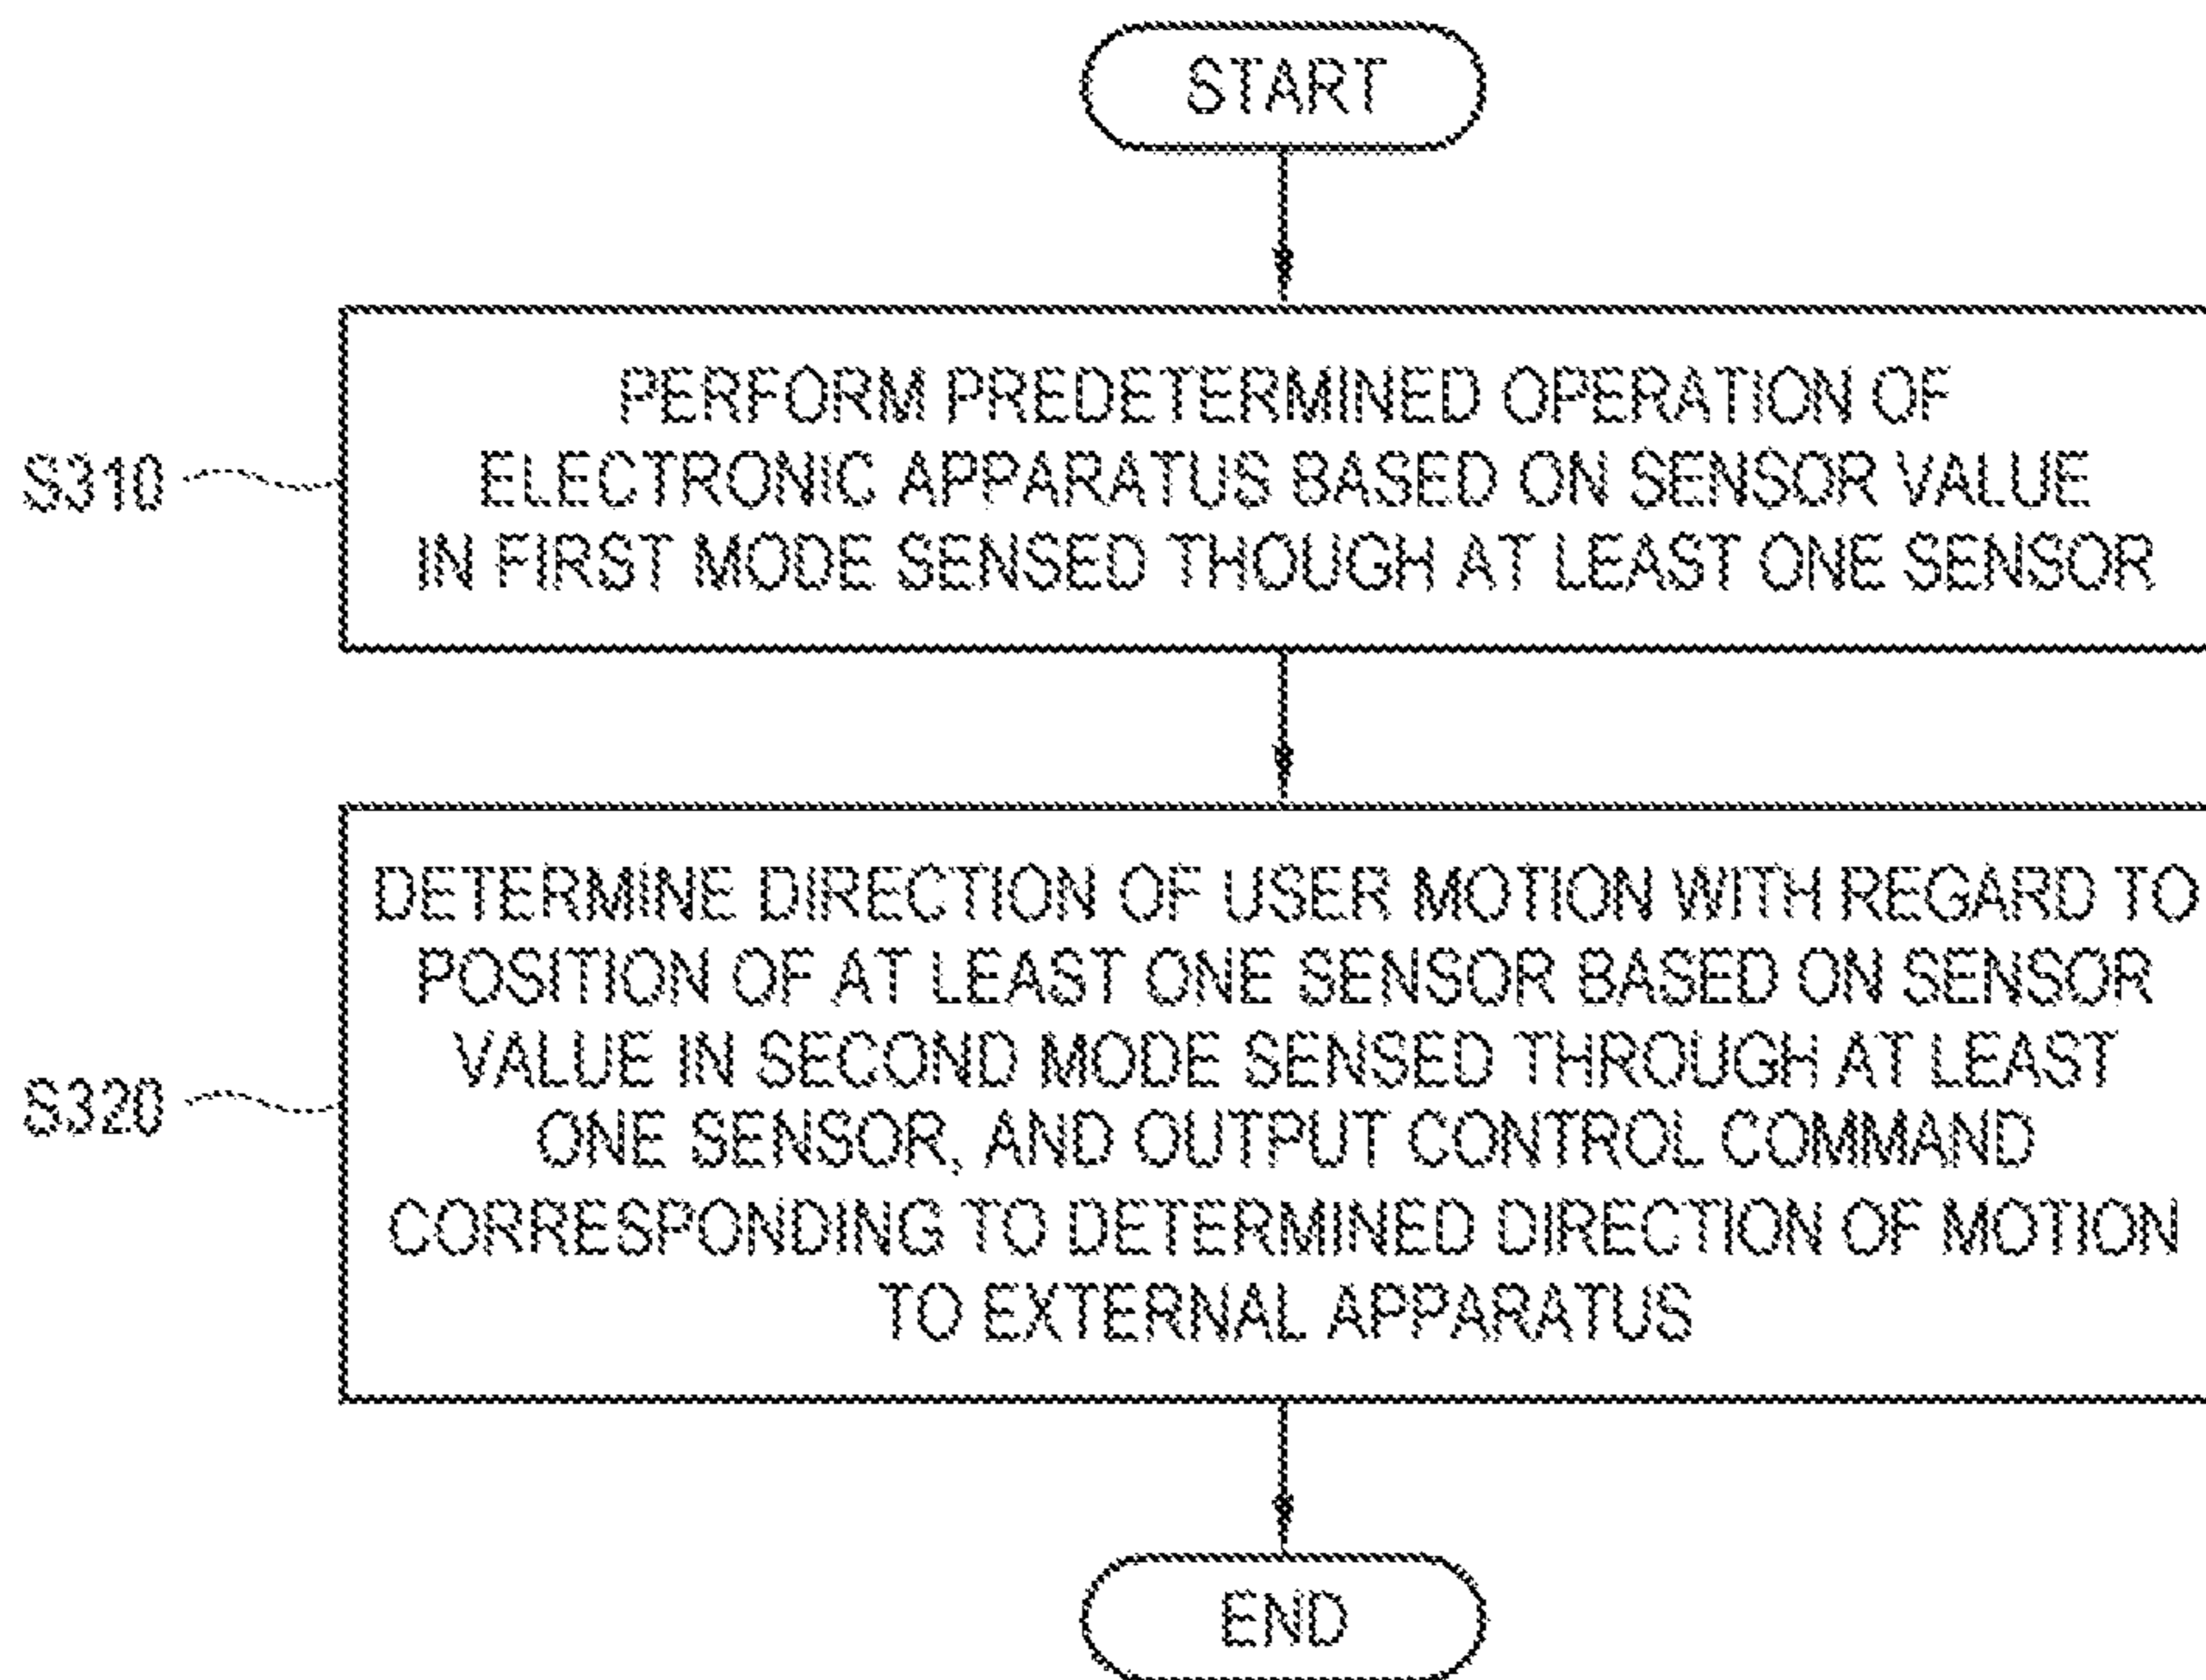 START
PERFORM PREDETERMINED OPERATION OF
ELECTRONIC APPARATUS BASED ON SENSOR VALUE
IN FIRST MODE SENSED THOUGH AT LEAST ONE SENSOR
S310
DETERMINE DIRECTION OF USER MOTION WITH REGARD TO
POSITION OF AT LEAST ONE SENSOR BASED ON SENSOR
VALUE IN SECOND MODE SENSED THROUGH AT LEAST
ONE SENSOR, AND OUTPUT CONTROL COMMAND
CORRESPONDING TO DETERMINED DIRECTION OF MOTION
TO EXTERNAL APPARATUS
S320
END